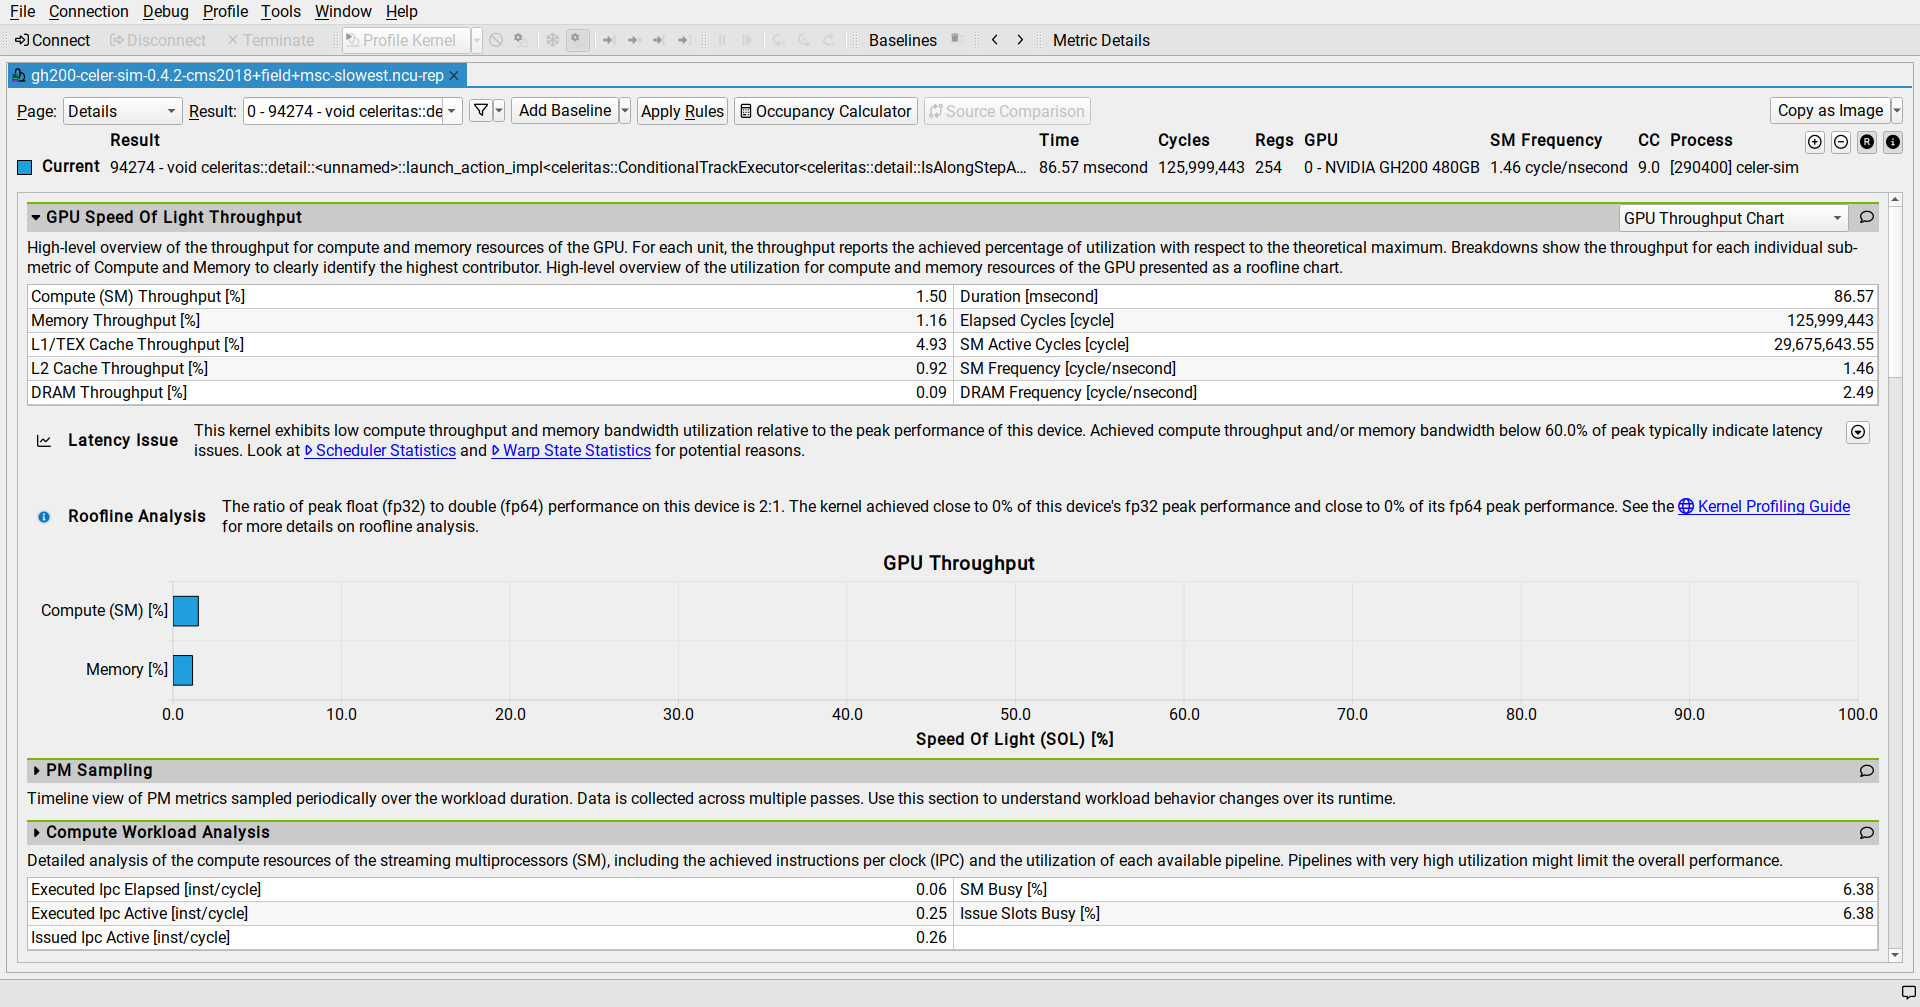 File Connection Debug Profile Tools Window Help
Connect Disconnect Terminate Profile Kernel Baselines Metric Details
gh200-celer-sim-0.4.2-cms2018+field+msc-slowest.ncu-rep
Page: Details Result: 0 - 94274 - void celeritas::de Add Baseline Apply Rules Occupancy Calculator Source Comparison Copy as Image
Result Time Cycles Regs GPU SM Frequency CC Process
Current 94274 - void celeritas::detail::<unnamed>::launch_action_impl<celeritas::ConditionalTrackExecutor<celeritas::detail::IsAlongStepA... 86.57 msecond 125,999,443 254 0 - NVIDIA GH200 480GB 1.46 cycle/nsecond 9.0 [290400] celer-sim
GPU Speed Of Light Throughput GPU Throughput Chart
High-level overview of the throughput for compute and memory resources of the GPU. For each unit, the throughput reports the achieved percentage of utilization with respect to the theoretical maximum. Breakdowns show the throughput for each individual sub-
metric of Compute and Memory to clearly identify the highest contributor. High-level overview of the utilization for compute and memory resources of the GPU presented as a roofline chart.
Compute (SM) Throughput [%] 1.50 Duration [msecond] 86.57
Memory Throughput [%] 1.16 Elapsed Cycles [cycle] 125,999,443
L1/TEX Cache Throughput [%] 4.93 SM Active Cycles [cycle] 29,675,643.55
L2 Cache Throughput [%] 0.92 SM Frequency [cycle/nsecond] 1.46
DRAM Throughput [%] 0.09 DRAM Frequency [cycle/nsecond] 2.49
Latency Issue This kernel exhibits low compute throughput and memory bandwidth utilization relative to the peak performance of this device. Achieved compute throughput and/or memory bandwidth below 60.0% of peak typically indicate latency
issues. Look at Scheduler Statistics and Warp State Statistics for potential reasons.
Roofline Analysis The ratio of peak float (fp32) to double (fp64) performance on this device is 2:1. The kernel achieved close to 0% of this device's fp32 peak performance and close to 0% of its fp64 peak performance. See the Kernel Profiling Guide
for more details on roofline analysis.
GPU Throughput
Compute (SM) [%]
Memory [%]
0.0 10.0 20.0 30.0 40.0 50.0 60.0 70.0 80.0 90.0 100.0
Speed Of Light (SOL) [%]
PM Sampling
Timeline view of PM metrics sampled periodically over the workload duration. Data is collected across multiple passes. Use this section to understand workload behavior changes over its runtime.
Compute Workload Analysis
Detailed analysis of the compute resources of the streaming multiprocessors (SM), including the achieved instructions per clock (IPC) and the utilization of each available pipeline. Pipelines with very high utilization might limit the overall performance.
Executed Ipc Elapsed [inst/cycle] 0.06 SM Busy [%] 6.38
Executed Ipc Active [inst/cycle] 0.25 Issue Slots Busy [%] 6.38
Issued Ipc Active [inst/cycle] 0.26